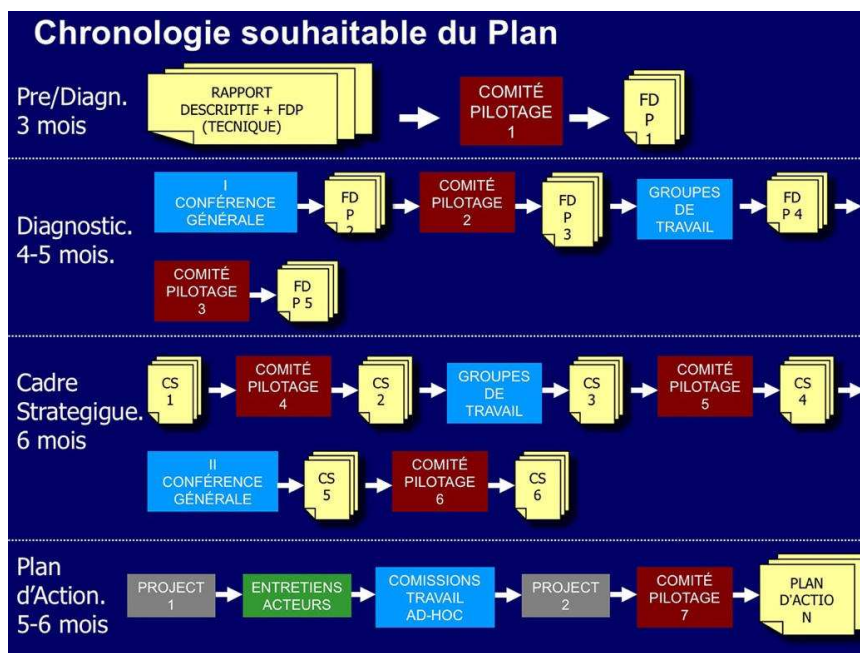 Chronologie souhaitable du Plan
Pre/Diagn.
3 mois
RAPPORT
DESCRIPTIF + FDP
(TECNIQUE)
COMITÉ
PILOTAGE
1
FD
P
1
Diagnostic.
4-5 mois.
I
CONFÉRENCE
GÉNÉRALE
FD
P
2
COMITÉ
PILOTAGE
2
FD
P
3
GROUPES
DE
TRAVAIL
FD
P 4
COMITÉ
PILOTAGE
3
FD
P 5
Cadre
Strategigue.
6 mois
CS
1
COMITÉ
PILOTAGE
4
CS
2
GROUPES
DE
TRAVAIL
CS
3
COMITÉ
PILOTAGE
5
CS
4
II
CONFÉRENCE
GÉNÉRALE
CS
5
COMITÉ
PILOTAGE
6
CS
6
Plan
d'Action.
5-6 mois
PROJECT
1
ENTRETIENS
ACTEURS
COMISSIONS
TRAVAIL
AD-HOC
PROJECT
2
COMITÉ
PILOTAGE
7
PLAN
D'ACTIO
N